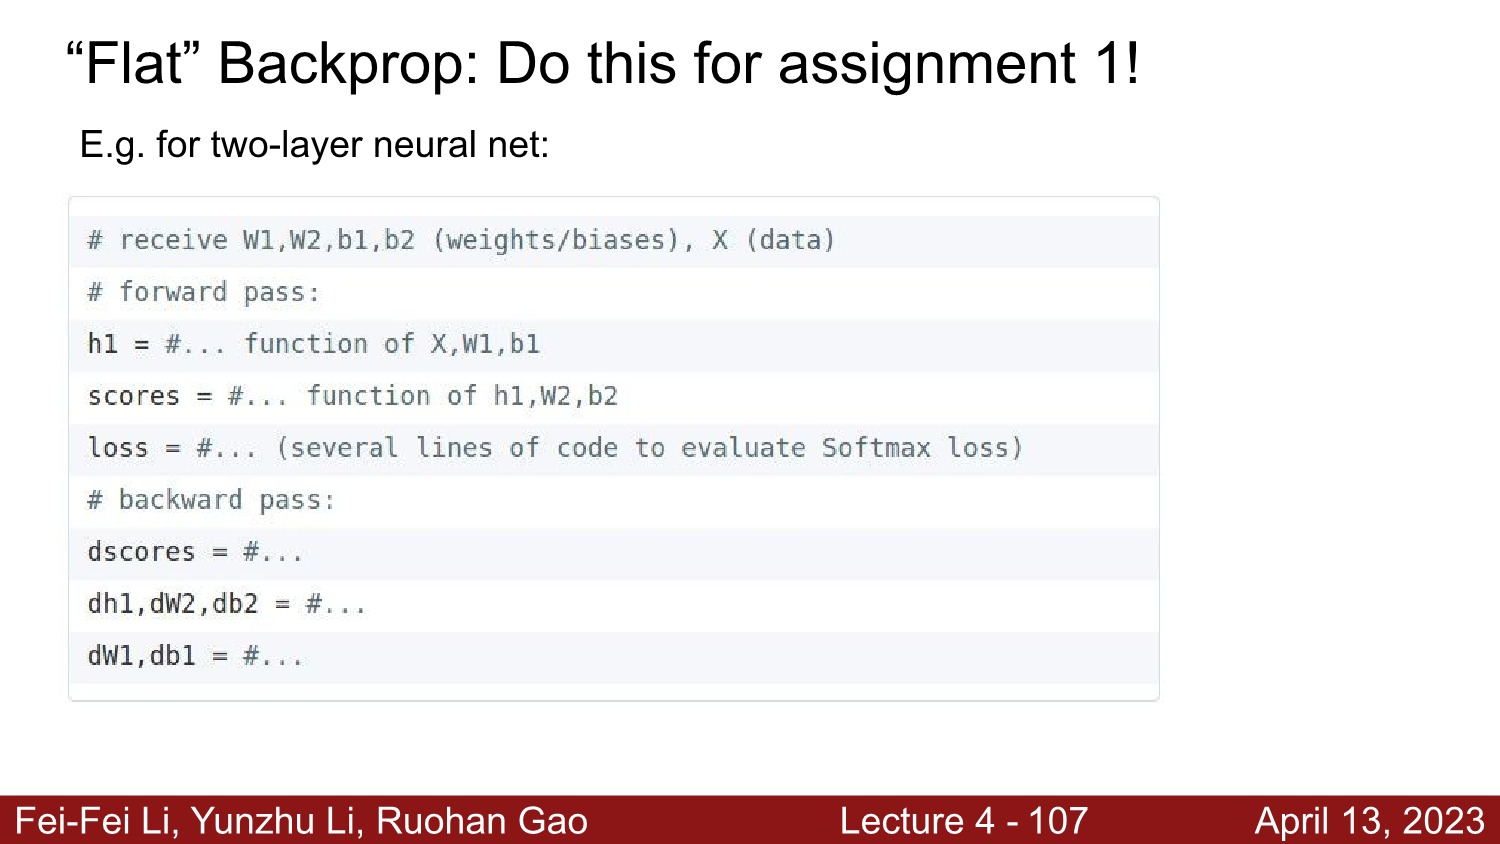 “Flat” Backprop: Do this for assignment 1!
E.g. for two-layer neural net:
# receive W1,W2,b1,b2 (weights/biases), X (data)
# forward pass:
h1 = #... function of X,W1,b1
scores = #... function of h1,W2,b2
loss = #... (several lines of code to evaluate Softmax loss)
# backward pass:
dscores = #...
dh1,dW2,db2 = #...
dW1,db1 = #...
Fei-Fei Li, Yunzhu Li, Ruohan Gao Lecture 4 - 107 April 13, 2023